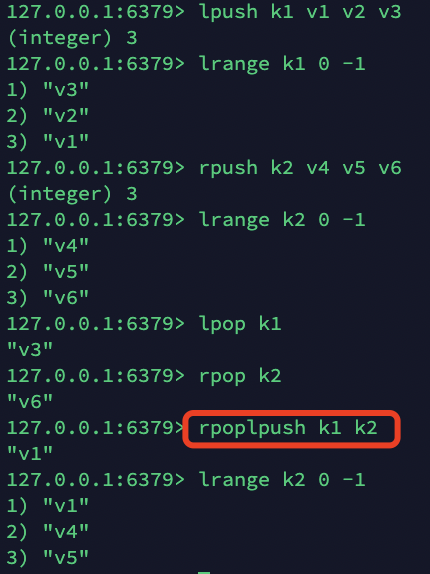 127.0.0.1:6379> lpush k1 v1 v2 v3
(integer) 3
127.0.0.1:6379> lrange k1 0 -1
1) "v3"
2) "v2"
3) "v1"
127.0.0.1:6379> rpush k2 v4 v5 v6
(integer) 3
127.0.0.1:6379> lrange k2 0 -1
1) "v4"
2) "v5"
3) "v6"
127.0.0.1:6379> lpop k1
"v3"
127.0.0.1:6379> rpop k2
"v6"
127.0.0.1:6379> rpoplpush k1 k2
"v1"
127.0.0.1:6379> lrange k2 0 -1
1) "v1"
2) "v4"
3) "v5"